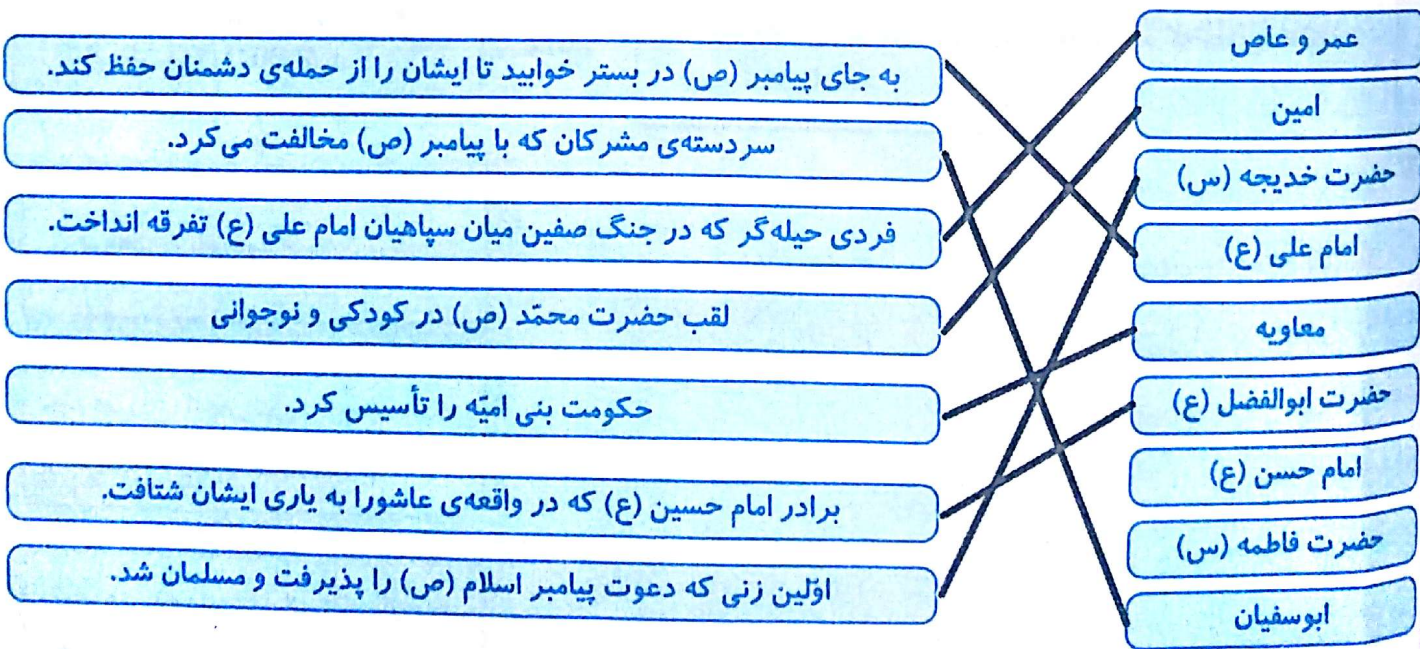 عمر و عاص
امین
حضرت خدیجه (س)
امام علی (ع)
معاویه
حضرت ابوالفضل (ع)
امام حسن (ع)
حضرت فاطمه (س)
ابوسفیان
به جای پیامبر (ص) در بستر خوابید تا ایشان را از حمله‌ی دشمنان حفظ کند.
سردسته‌ی مشرکان که با پیامبر (ص) مخالفت می‌کرد.
فردی حیله‌گر که در جنگ صفین میان سپاهیان امام علی (ع) تفرقه انداخت.
لقب حضرت محمّد (ص) در کودکی و نوجوانی
حکومت بنی امیّه را تأسیس کرد.
برادر امام حسین (ع) که در واقعه‌ی عاشورا به یاری ایشان شتافت.
اوّلین زنی که دعوت پیامبر اسلام (ص) را پذیرفت و مسلمان شد.